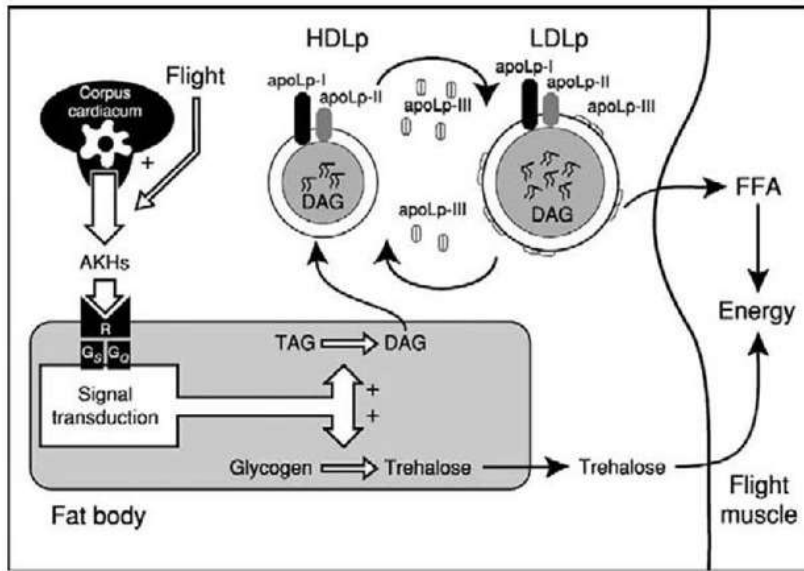 HDLp
LDLp
Flight
Corpus
cardiacum
+
apoLp-I
apoLp-II
apoLp-III
apoLp-I
apoLp-II
apoLp-III
DAG
DAG
apoLp-III
FFA
AKHs
Energy
R
GS GQ
TAG
DAG
Signal
transduction
+
+
Glycogen
Trehalose
Trehalose
Fat body
Flight
muscle